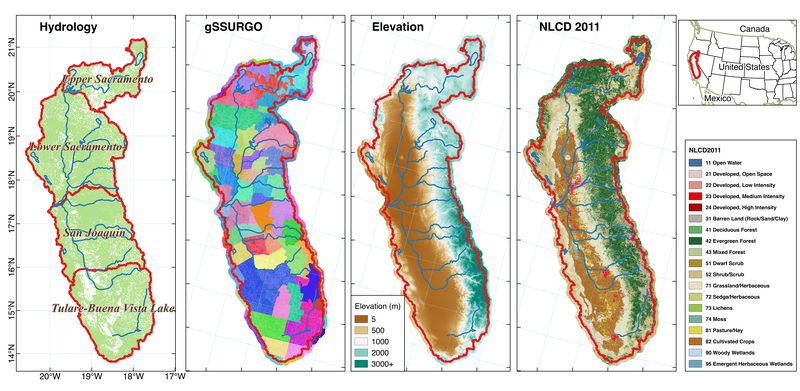 Hydrology
gSSURGO
Elevation
NLCD 2011
21°N
20°N
19°N
18°N
17°N
16°N
15°N
14°N
20°W
19°W
18°W
17°W
Upper Sacramento
Lower Sacramento
San Joaquin
Tulare-Buena Vista Lake
Elevation (m)
5
500
1000
2000
3000+
Canada
United States
Mexico
NLCD2011
11 Open Water
21 Developed, Open Space
22 Developed, Low Intensity
23 Developed, Medium Intensity
24 Developed, High Intensity
31 Barren Land (Rock/Sand/Clay)
41 Deciduous Forest
42 Evergreen Forest
43 Mixed Forest
51 Dwarf Scrub
52 Shrub/Scrub
71 Grassland/Herbaceous
72 Sedge/Herbaceous
73 Lichens
74 Moss
81 Pasture/Hay
82 Cultivated Crops
90 Woody Wetlands
95 Emergent Herbaceous Wetlands